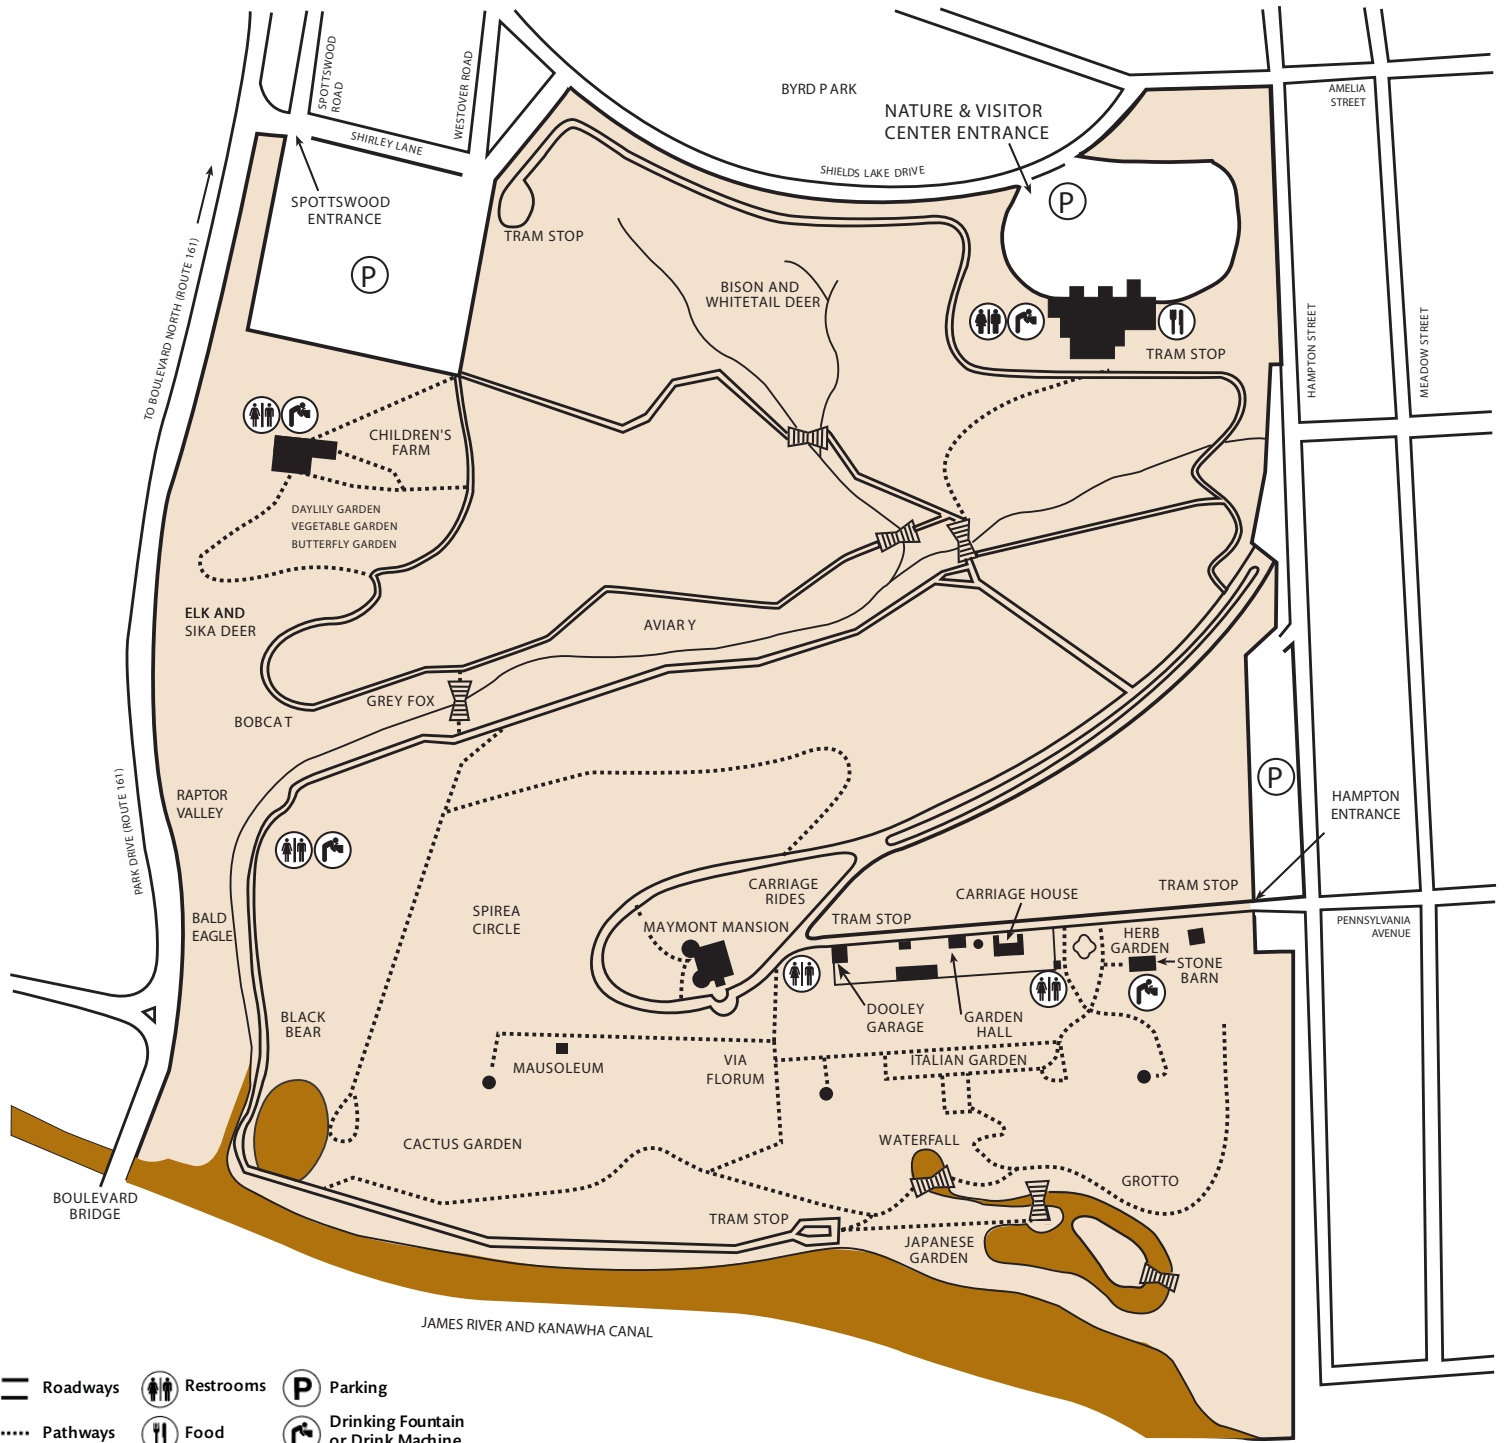 SPOTTSWOOD
ROAD
WESTOVER ROAD
SHIRLEY LANE
BYRD PARK
NATURE & VISITOR
CENTER ENTRANCE
SHIELDS LAKE DRIVE
AMELIA
STREET
SPOTTSWOOD
ENTRANCE
P
TRAM STOP
P
BISON AND
WHITETAIL DEER
TO BOULEVARD NORTH (ROUTE 161)
TRAM STOP
HAMPTON STREET
MEADOW STREET
CHILDREN'S
FARM
DAYLILY GARDEN
VEGETABLE GARDEN
BUTTERFLY GARDEN
ELK AND
SIKA DEER
AVIARY
GREY FOX
BOBCAT
RAPTOR
VALLEY
PARK DRIVE (ROUTE 161)
P
HAMPTON
ENTRANCE
BALD
EAGLE
SPIREA
CIRCLE
CARRIAGE
RIDES
MAYMONT MANSION
TRAM STOP
CARRIAGE HOUSE
TRAM STOP
PENNSYLVANIA
AVENUE
HERB
GARDEN
STONE
BARN
DOOLEY
GARAGE
GARDEN
HALL
BLACK
BEAR
MAUSOLEUM
VIA
FLORUM
ITALIAN GARDEN
CACTUS GARDEN
WATERFALL
GROTTO
BOULEVARD
BRIDGE
TRAM STOP
JAPANESE
GARDEN
JAMES RIVER AND KANAWHA CANAL
Roadways
Restrooms
P
Parking
Pathways
Food
Drinking Fountain
or Drink Machine